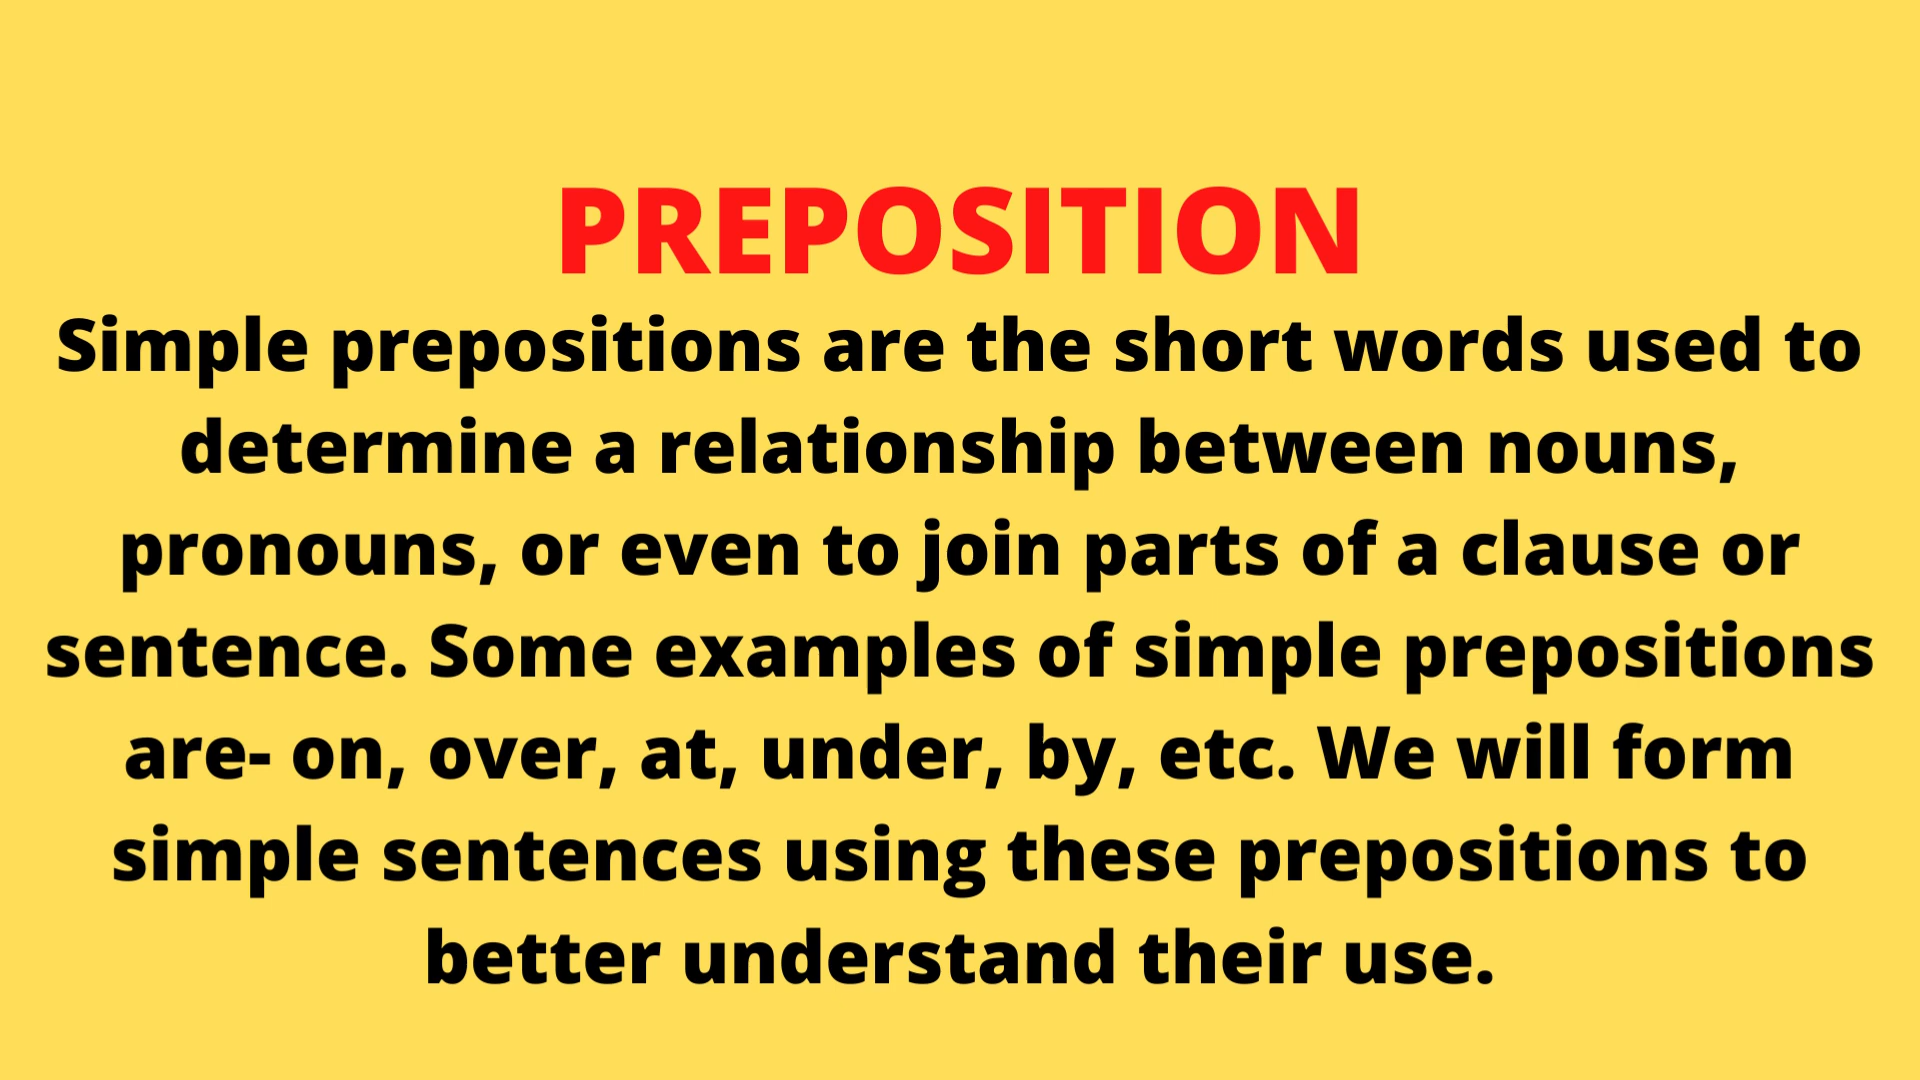 PREPOSITION
Simple prepositions are the short words used to
determine a relationship between nouns,
pronouns, or even to join parts of a clause or
sentence. Some examples of simple prepositions
are- on, over, at, under, by, etc. We will form
simple sentences using these prepositions to
better understand their use.